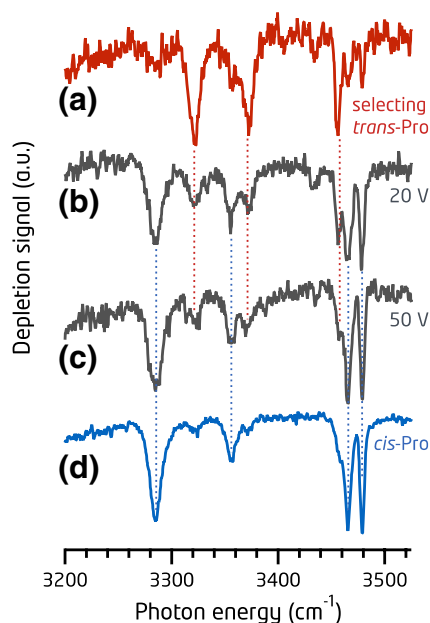 (a)
selecting
trans-Pro
(b)
20 V
(c)
50 V
(d)
cis-Pro
Depletion signal (a.u.)
3200 3300 3400 3500
Photon energy (cm⁻¹)